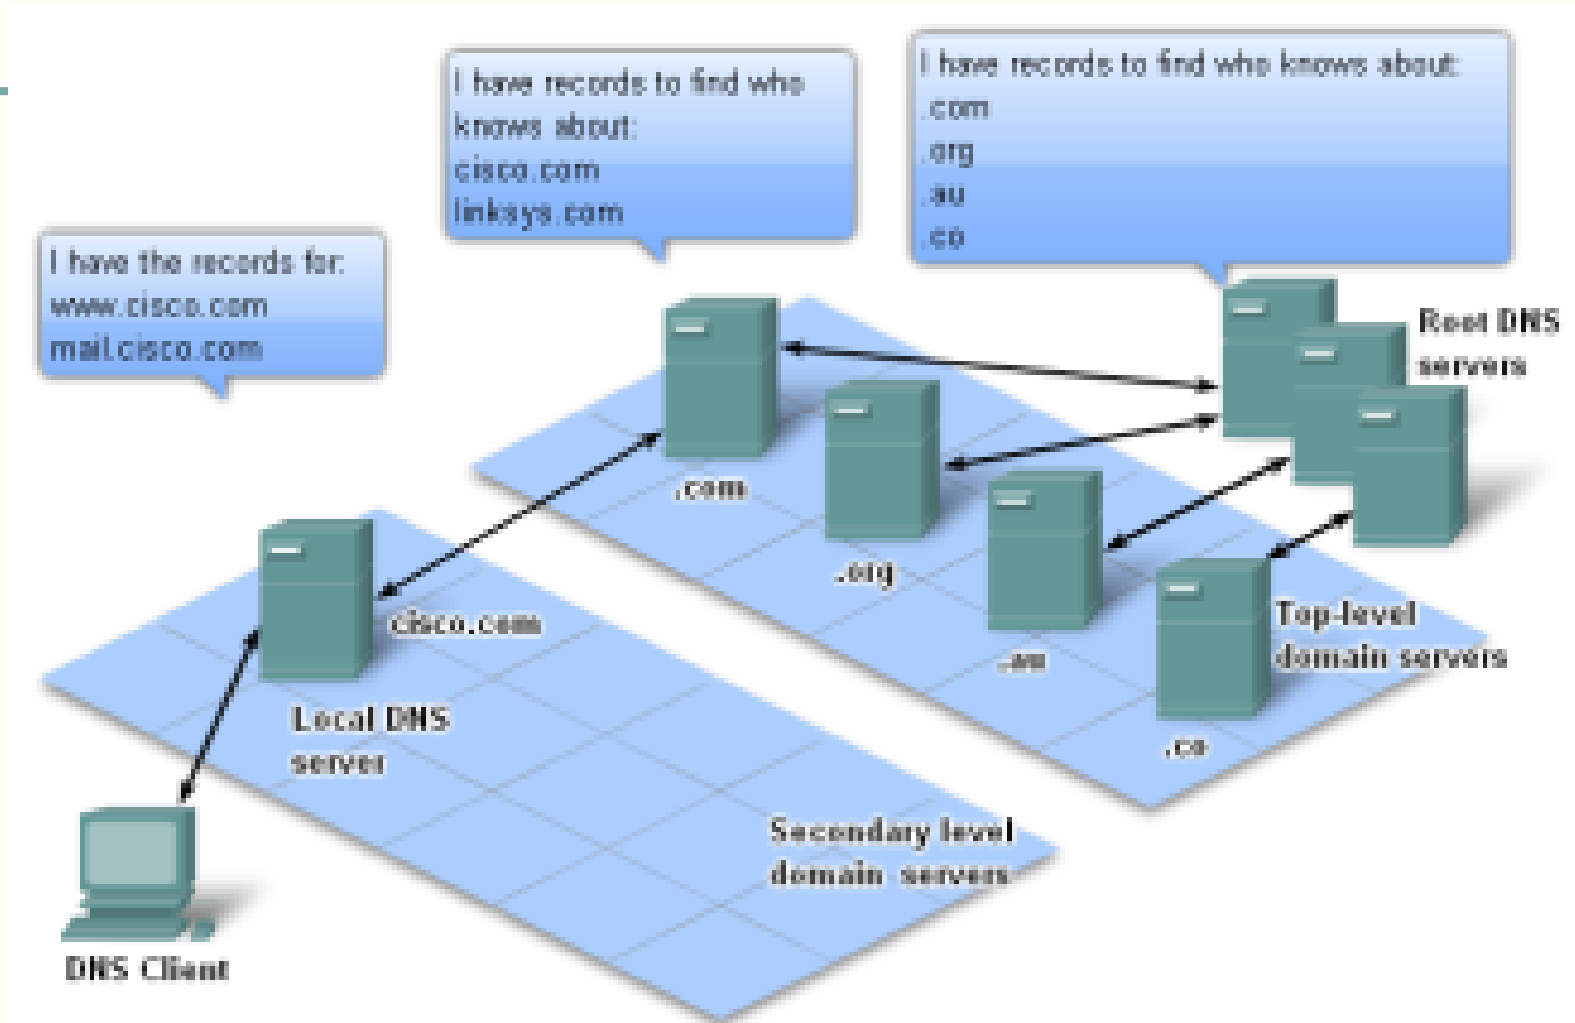 I have records to find who knows about:
.com
.org
.au
.co
I have records to find who
knows about:
cisco.com
linksys.com
I have the records for:
www.cisco.com
mail.cisco.com
Root DNS
servers
.com
.org
.au
.co
Top-level
domain servers
cisco.com
Local DNS
server
Secondary level
domain servers
DNS Client